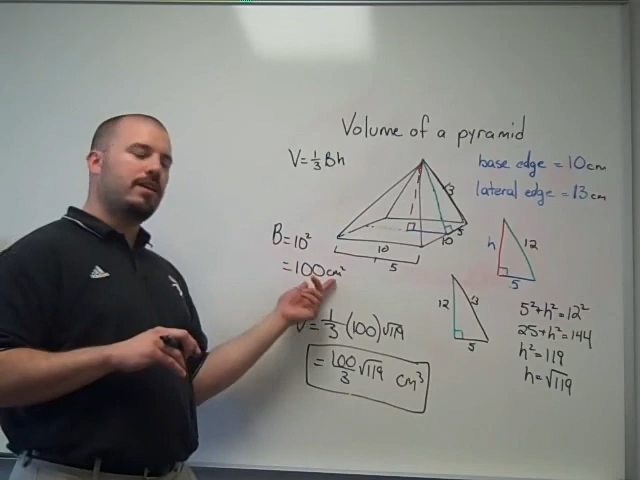 Volume of a pyramid
V=⅓Bh
base edge = 10cm
lateral edge = 13cm
13
5
10
10
5
B=10²
=100cm²
h
12
5
12
13
5
V=⅓(100)√119
=100/3 √119 cm³
5²+h²=12²
25+h²=144
h²=119
h=√119